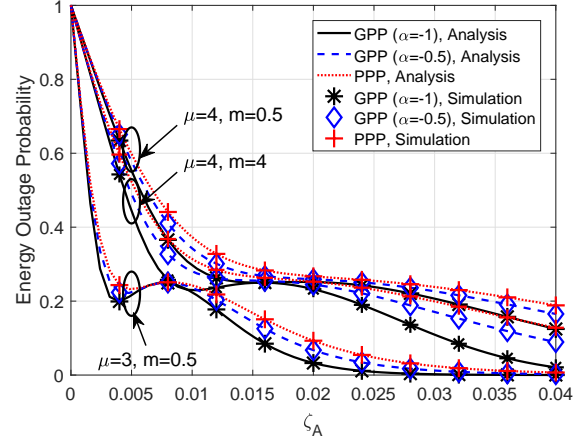 GPP (α=-1), Analysis
GPP (α=-0.5), Analysis
PPP, Analysis
GPP (α=-1), Simulation
GPP (α=-0.5), Simulation
PPP, Simulation
μ=4, m=0.5
μ=4, m=4
μ=3, m=0.5
Energy Outage Probability
1
0.8
0.6
0.4
0.2
0
0 0.005 0.01 0.015 0.02 0.025 0.03 0.035 0.04
ζA